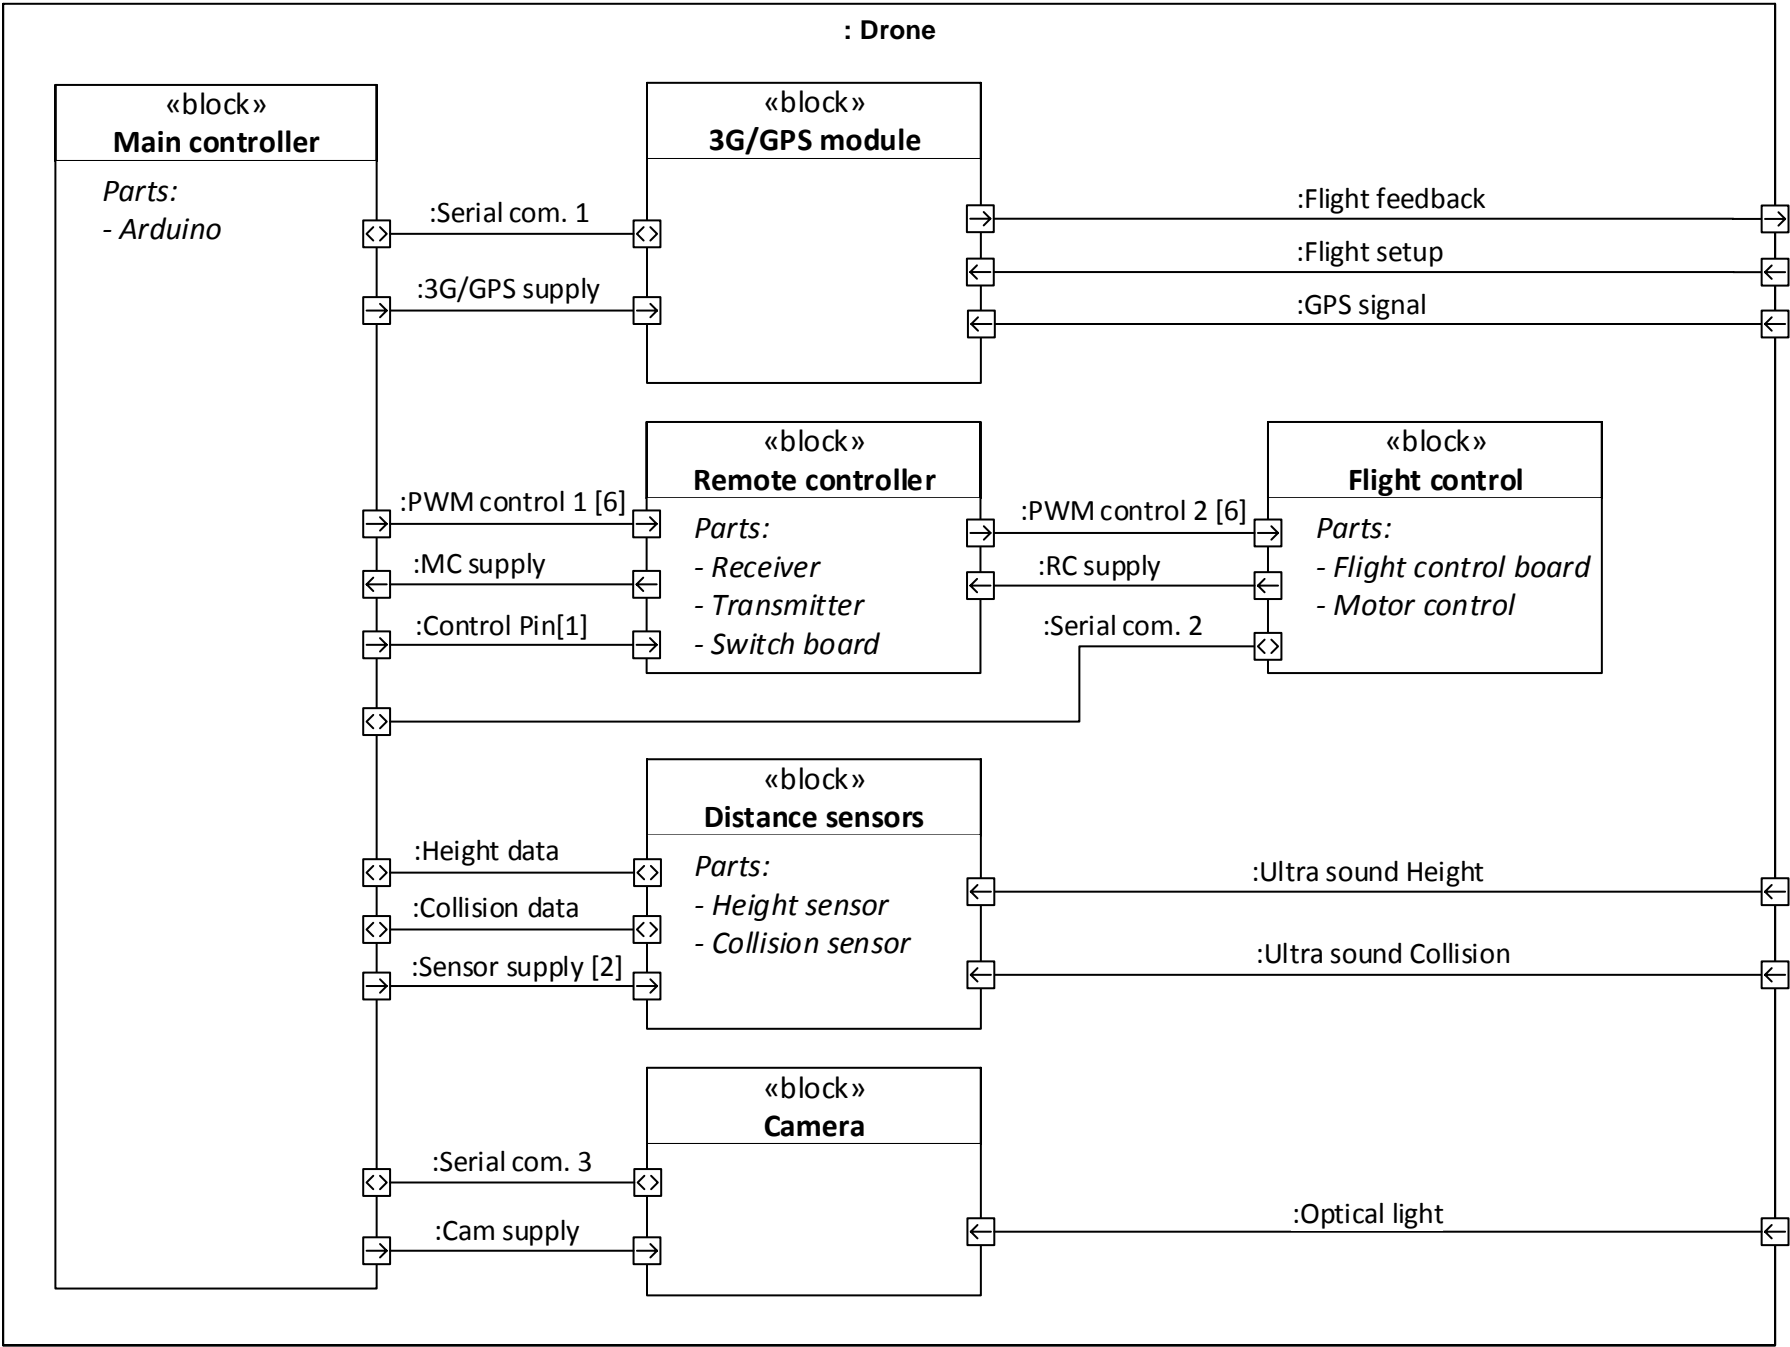 : Drone
«block»
Main controller
Parts:
- Arduino
«block»
3G/GPS module
:Serial com. 1
:3G/GPS supply
:Flight feedback
:Flight setup
:GPS signal
«block»
Remote controller
Parts:
- Receiver
- Transmitter
- Switch board
:PWM control 1 [6]
:MC supply
:Control Pin[1]
:PWM control 2 [6]
:RC supply
:Serial com. 2
«block»
Flight control
Parts:
- Flight control board
- Motor control
«block»
Distance sensors
Parts:
- Height sensor
- Collision sensor
:Height data
:Collision data
:Sensor supply [2]
:Ultra sound Height
:Ultra sound Collision
«block»
Camera
:Serial com. 3
:Cam supply
:Optical light